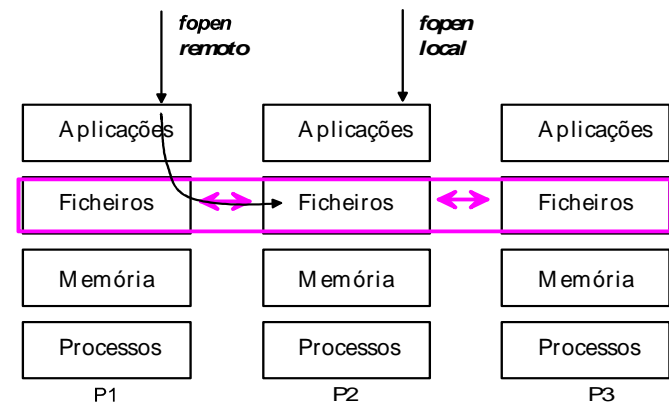 fopen
remoto
fopen
local
Aplicações
Aplicações
Aplicações
Ficheiros
Ficheiros
Ficheiros
Memória
Memória
Memória
Processos
Processos
Processos
P1
P2
P3